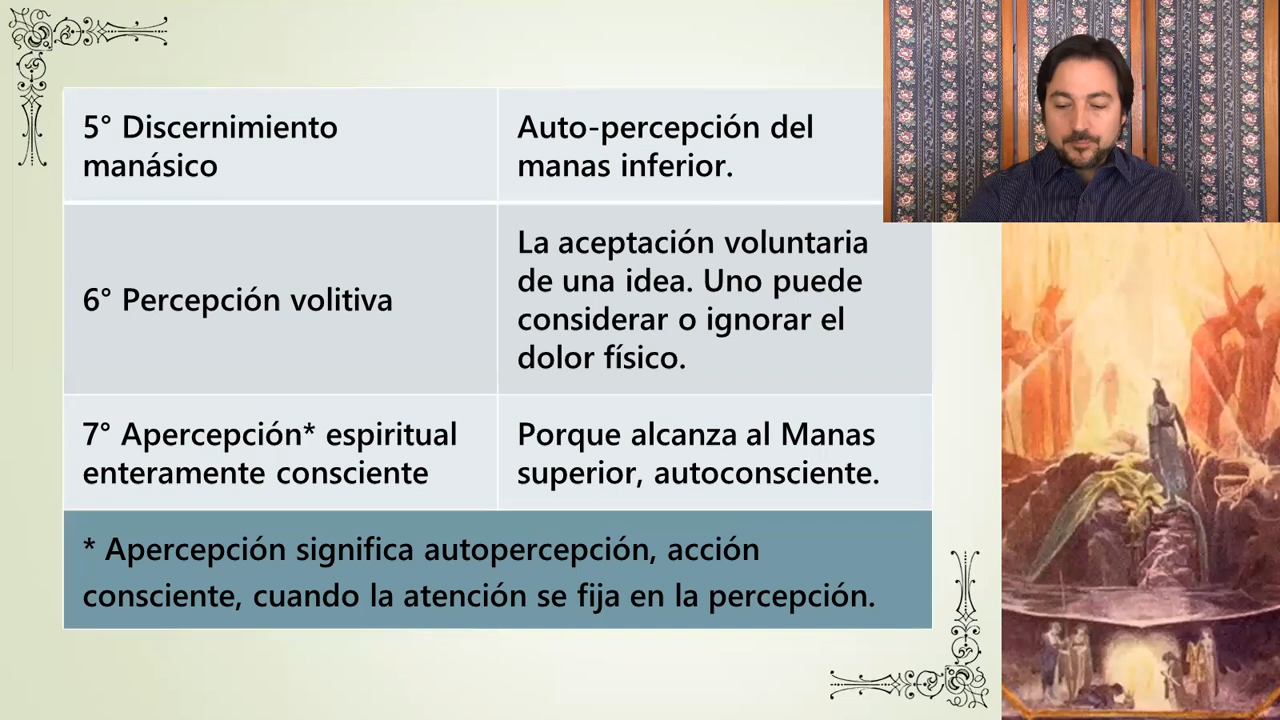 5° Discernimiento
manásico
Auto-percepción del
manas inferior.
6° Percepción volitiva
La aceptación voluntaria
de una idea. Uno puede
considerar o ignorar el
dolor físico.
7° Apercepción* espiritual
enteramente consciente
Porque alcanza al Manas
superior, autoconsciente.
* Apercepción significa autopercepción, acción
consciente, cuando la atención se fija en la percepción.